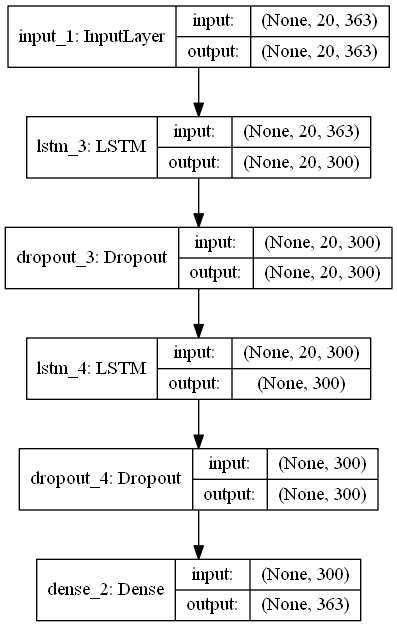 input_1: InputLayer
input: (None, 20, 363)
output: (None, 20, 363)
lstm_3: LSTM
input: (None, 20, 363)
output: (None, 20, 300)
dropout_3: Dropout
input: (None, 20, 300)
output: (None, 20, 300)
lstm_4: LSTM
input: (None, 20, 300)
output: (None, 300)
dropout_4: Dropout
input: (None, 300)
output: (None, 300)
dense_2: Dense
input: (None, 300)
output: (None, 363)